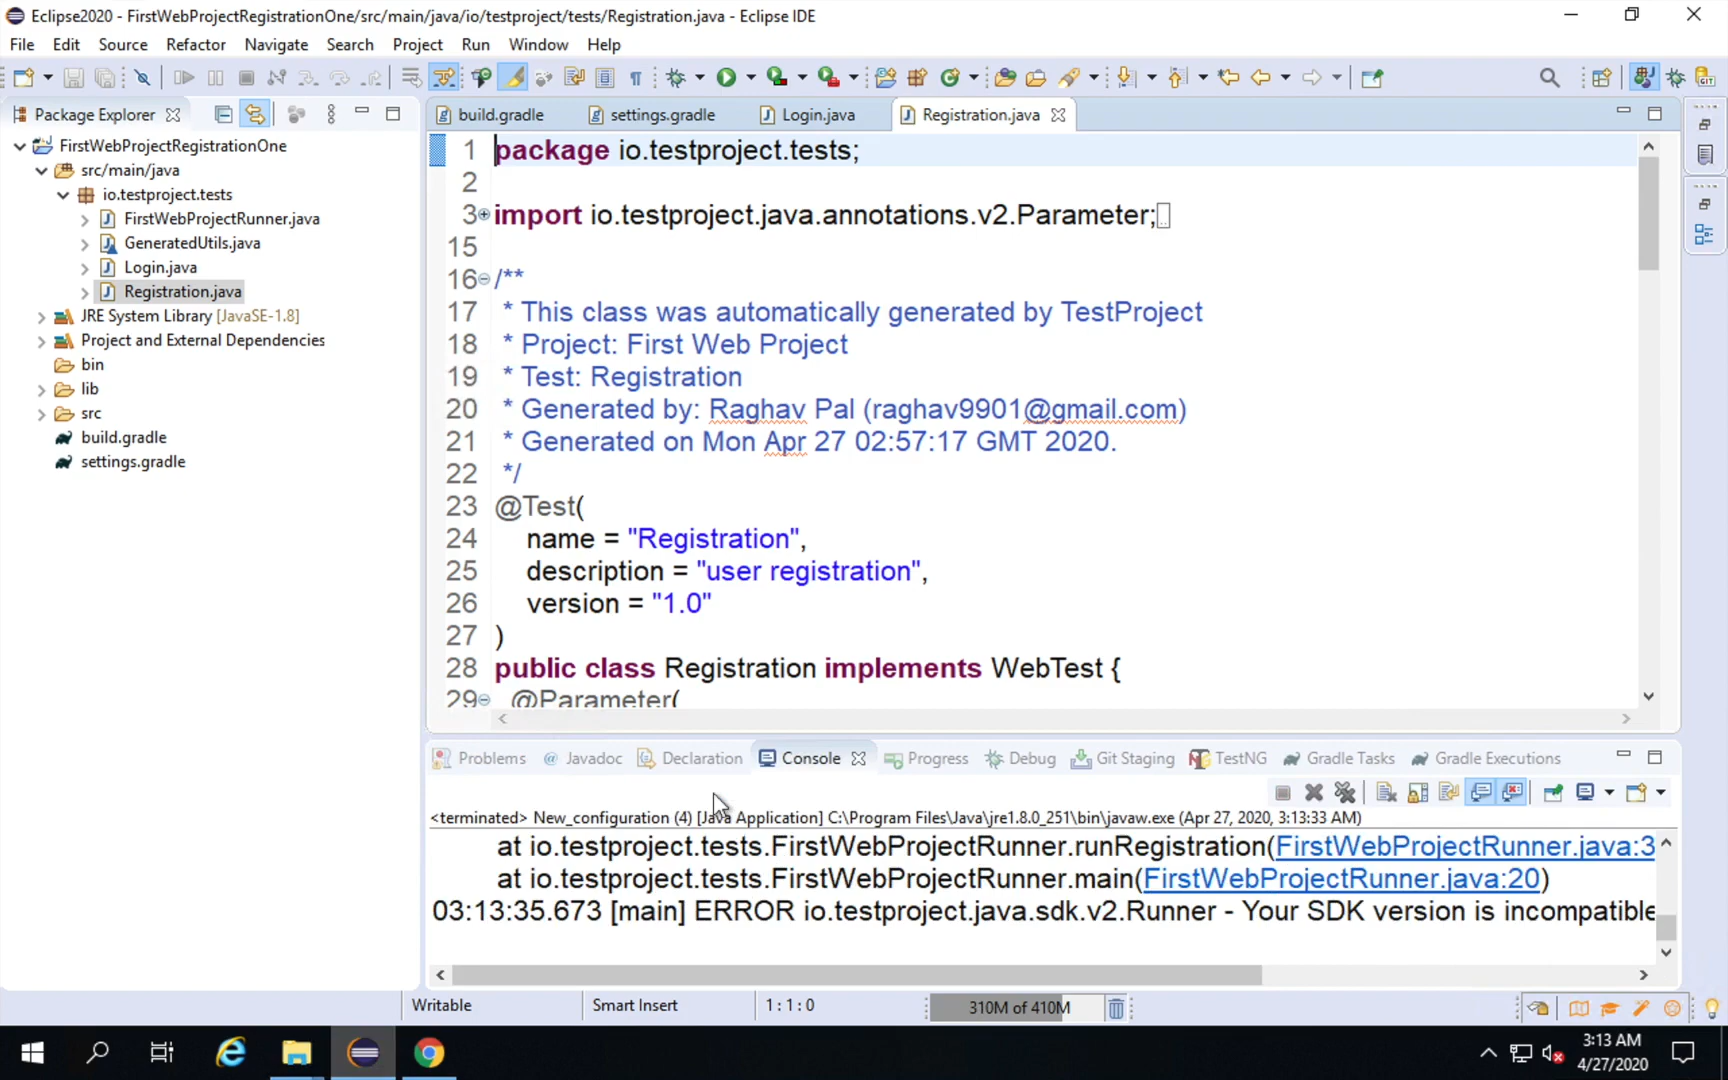 Eclipse2020 - FirstWebProjectRegistrationOne/src/main/java/io/testproject/tests/Registration.java - Eclipse IDE
File Edit Source Refactor Navigate Search Project Run Window Help
Package Explorer
build.gradle settings.gradle Login.java Registration.java
FirstWebProjectRegistrationOne
src/main/java
io.testproject.tests
FirstWebProjectRunner.java
GeneratedUtils.java
Login.java
Registration.java
JRE System Library [JavaSE-1.8]
Project and External Dependencies
bin
lib
src
build.gradle
settings.gradle
1 package io.testproject.tests;
2
3 import io.testproject.java.annotations.v2.Parameter;
15
16 /**
17 * This class was automatically generated by TestProject
18 * Project: First Web Project
19 * Test: Registration
20 * Generated by: Raghav Pal (raghav9901@gmail.com)
21 * Generated on Mon Apr 27 02:57:17 GMT 2020.
22 */
23 @Test(
24 name = "Registration",
25 description = "user registration",
26 version = "1.0"
27 )
28 public class Registration implements WebTest {
29 @Parameter(
Problems @ Javadoc Declaration Console Progress Debug Git Staging TestNG Gradle Tasks Gradle Executions
<terminated> New_configuration (4) [Java Application] C:\Program Files\Java\jre1.8.0_251\bin\javaw.exe (Apr 27, 2020, 3:13:33 AM)
at io.testproject.tests.FirstWebProjectRunner.runRegistration(FirstWebProjectRunner.java:3
at io.testproject.tests.FirstWebProjectRunner.main(FirstWebProjectRunner.java:20)
03:13:35.673 [main] ERROR io.testproject.java.sdk.v2.Runner - Your SDK version is incompatible
Writable Smart Insert 1 : 1 : 0 310M of 410M
3:13 AM
4/27/2020